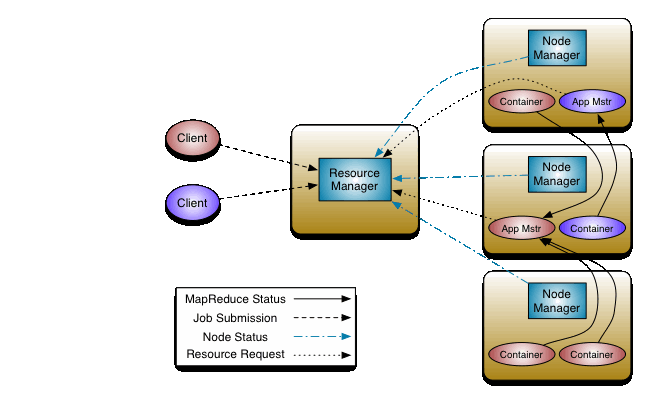 Node
Manager
Container
App Mstr
Client
Resource
Manager
Client
Node
Manager
App Mstr
Container
Node
Manager
Container
Container
MapReduce Status
Job Submission
Node Status
Resource Request